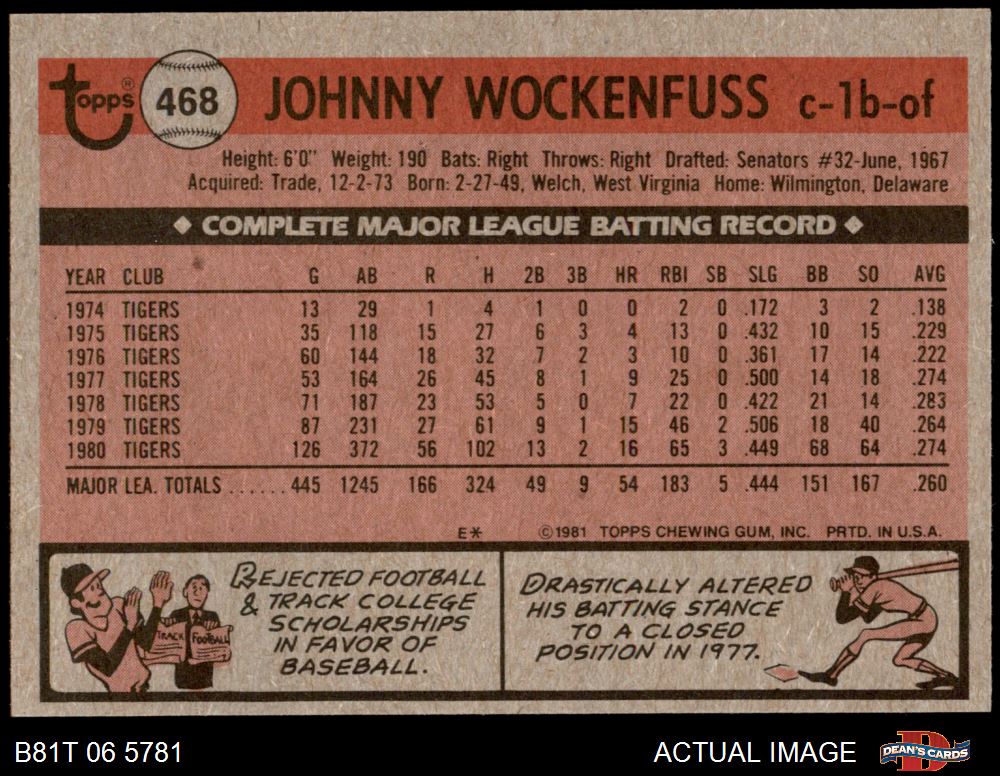 Topps®
468
JOHNNY WOCKENFUSS c-1b-of
Height: 6'0" Weight: 190 Bats: Right Throws: Right Drafted: Senators #32-June, 1967
Acquired: Trade, 12-2-73 Born: 2-27-49, Welch, West Virginia Home: Wilmington, Delaware
◆ COMPLETE MAJOR LEAGUE BATTING RECORD ◆
YEAR CLUB G AB R H 2B 3B HR RBI SB SLG BB SO AVG
1974 TIGERS 13 29 1 4 1 0 0 2 0 .172 3 2 .138
1975 TIGERS 35 118 15 27 6 3 4 13 0 .432 10 15 .229
1976 TIGERS 60 144 18 32 7 2 3 10 0 .361 17 14 .222
1977 TIGERS 53 164 26 45 8 1 9 25 0 .500 14 18 .274
1978 TIGERS 71 187 23 53 5 0 7 22 0 .422 21 14 .283
1979 TIGERS 87 231 27 61 9 1 15 46 2 .506 18 40 .264
1980 TIGERS 126 372 56 102 13 2 16 65 3 .449 68 64 .274
MAJOR LEA. TOTALS ...... 445 1245 166 324 49 9 54 183 5 .444 151 167 .260
E* ©1981 TOPPS CHEWING GUM, INC. PRTD. IN U.S.A.
REJECTED FOOTBALL
& TRACK COLLEGE
SCHOLARSHIPS
IN FAVOR OF
BASEBALL.
TRACK FOOTBALL
DRASTICALLY ALTERED
HIS BATTING STANCE
TO A CLOSED
POSITION IN 1977.
B81T 06 5781 ACTUAL IMAGE DEAN'S CARDS